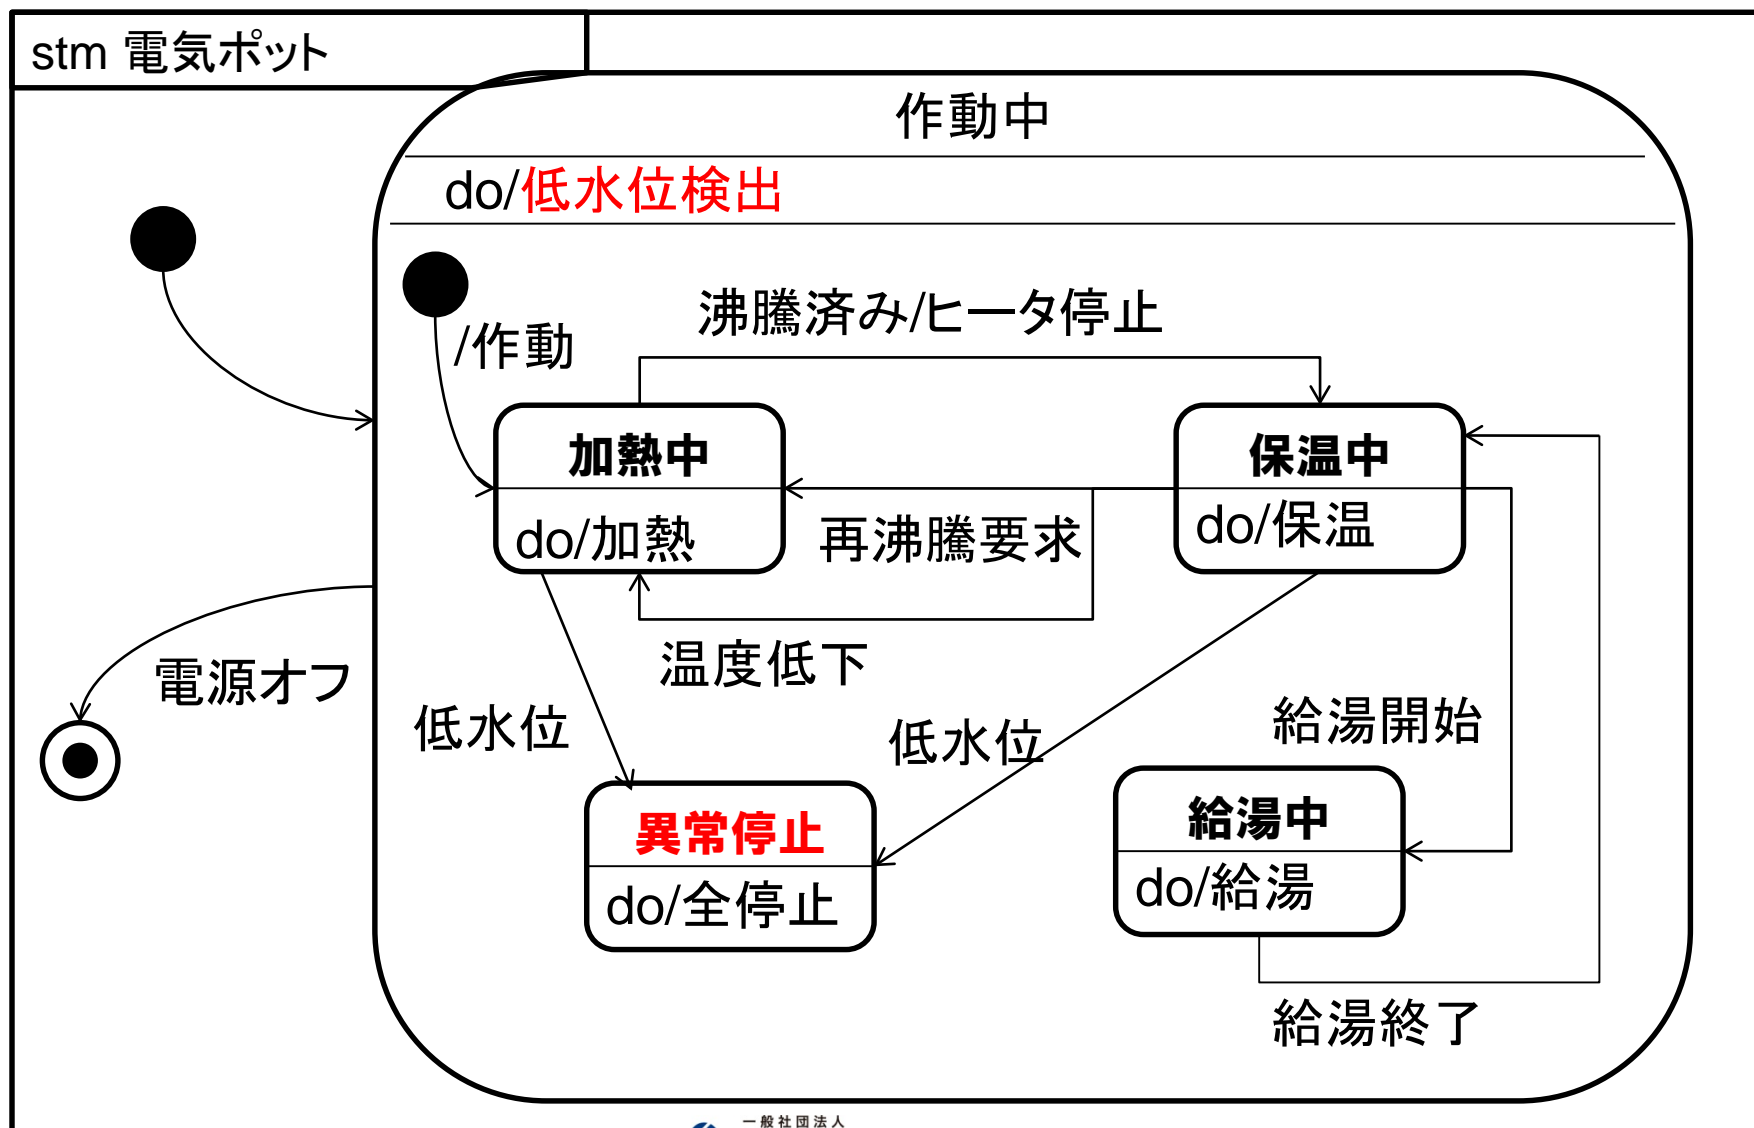 stm 電気ポット
作動中
do/低水位検出
沸騰済み/ヒータ停止
/作動
加熱中
保温中
do/加熱
再沸騰要求
do/保温
温度低下
電源オフ
低水位
低水位
給湯開始
異常停止
給湯中
do/全停止
do/給湯
給湯終了
一般社団法人